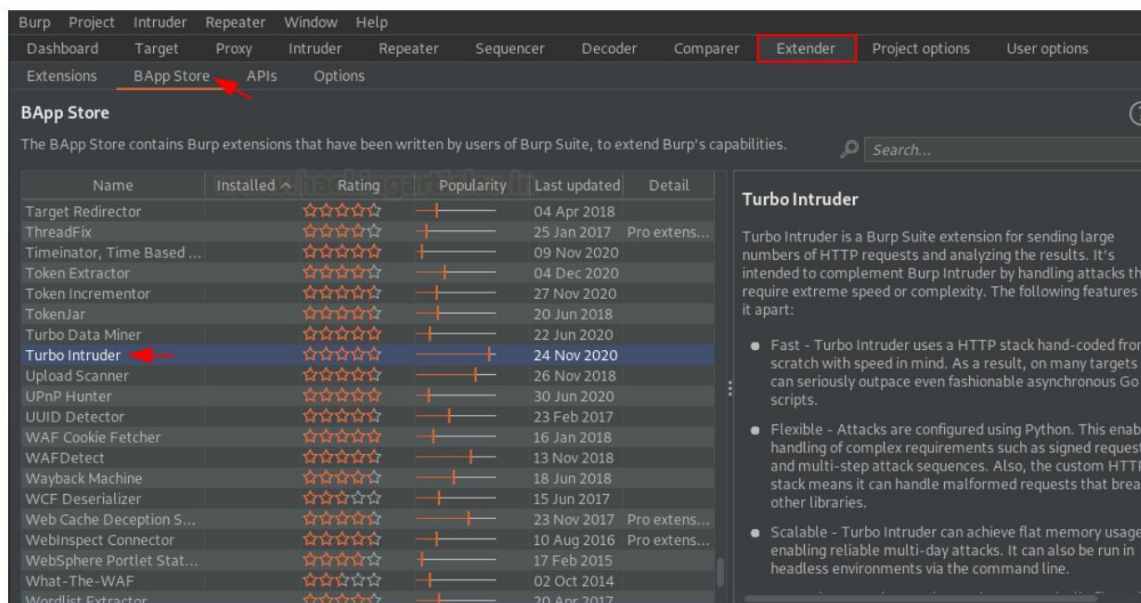 Burp Project Intruder Repeater Window Help
Dashboard Target Proxy Intruder Repeater Sequencer Decoder Comparer Extender Project options User options
Extensions BApp Store APIs Options
BApp Store
The BApp Store contains Burp extensions that have been written by users of Burp Suite, to extend Burp's capabilities.
Search...
Name Installed Rating Popularity Last updated Detail
Target Redirector 04 Apr 2018
ThreadFix 25 Jan 2017 Pro extens...
Timeinator, Time Based ... 09 Nov 2020
Token Extractor 04 Dec 2020
Token Incrementor 27 Nov 2020
TokenJar 20 Jun 2018
Turbo Data Miner 22 Jun 2020
Turbo Intruder 24 Nov 2020
Upload Scanner 26 Nov 2018
UPnP Hunter 30 Jun 2020
UUID Detector 23 Feb 2017
WAF Cookie Fetcher 16 Jan 2018
WAFDetect 13 Nov 2018
Wayback Machine 18 Jun 2018
WCF Deserializer 15 Jun 2017
Web Cache Deception S... 23 Nov 2017 Pro extens...
WebInspect Connector 10 Aug 2016 Pro extens...
WebSphere Portlet Stat... 17 Feb 2015
What-The-WAF 02 Oct 2014
Wordlist Extractor 20 Apr 2017
www.hackingarticles.in
Turbo Intruder
Turbo Intruder is a Burp Suite extension for sending large
numbers of HTTP requests and analyzing the results. It's
intended to complement Burp Intruder by handling attacks th
require extreme speed or complexity. The following features
it apart:
Fast - Turbo Intruder uses a HTTP stack hand-coded from
scratch with speed in mind. As a result, on many targets
can seriously outpace even fashionable asynchronous Go
scripts.
Flexible - Attacks are configured using Python. This enab
handling of complex requirements such as signed request
and multi-step attack sequences. Also, the custom HTTP
stack means it can handle malformed requests that brea
other libraries.
Scalable - Turbo Intruder can achieve flat memory usage
enabling reliable multi-day attacks. It can also be run in
headless environments via the command line.